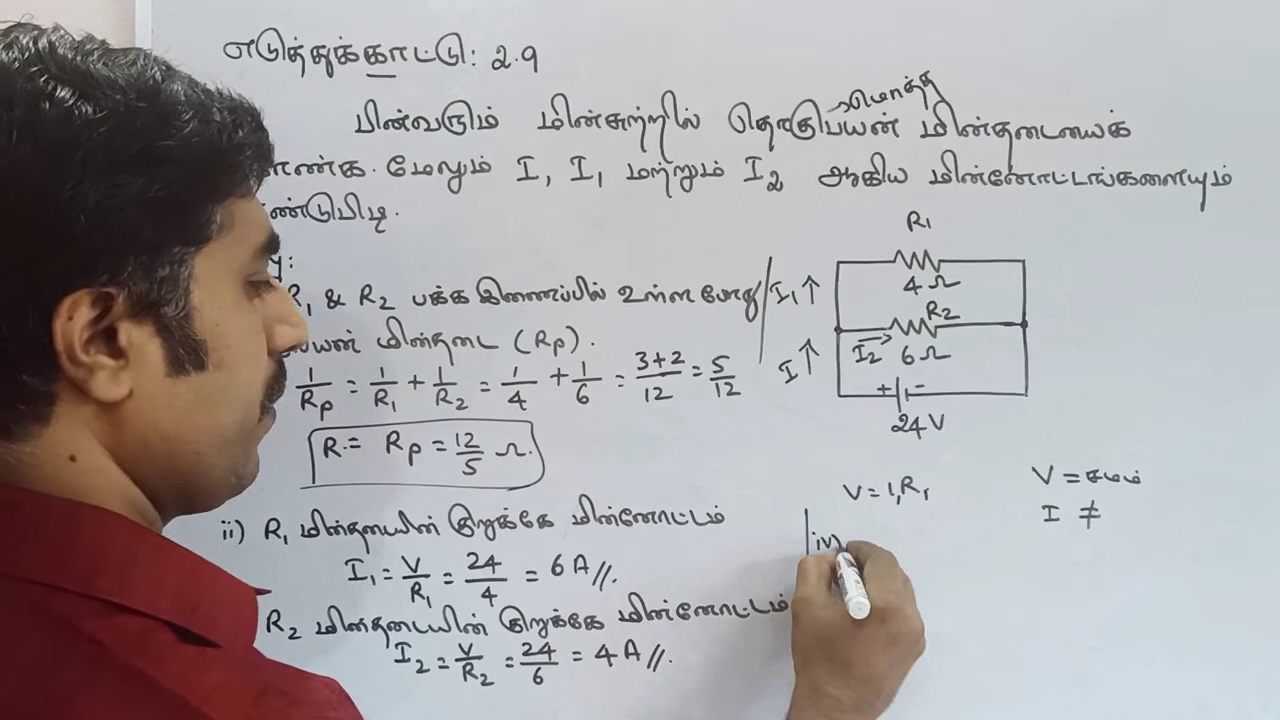 எடுத்துக்காட்டு: 2.9
மொத்த
பின்வரும் மின்சுற்றில் தொகுபயன் மின்தடையைக்
மேலும் I, I₁ மற்றும் I₂ ஆகிய மின்னோட்டங்களையும்
R₁ & R₂ பக்க இணைப்பில் உள்ள போது
மின்தடை (Rp).
1/Rp = 1/R₁ + 1/R₂ = 1/4 + 1/6 = 3+2/12 = 5/12
R = Rp = 12/5 Ω.
ii) R₁ மின்தடையின் குறுக்கே மின்னோட்டம்
I₁ = V/R₁ = 24/4 = 6 A //.
R₂ மின்தடையின் குறுக்கே மின்னோட்டம்
I₂ = V/R₂ = 24/6 = 4 A //.
R₁
4 Ω
I₁ ↑
R₂
I₂ → 6 Ω
I ↑
+ -
24 V
V = I₁R₁
V = சமம்
I ≠
iv)